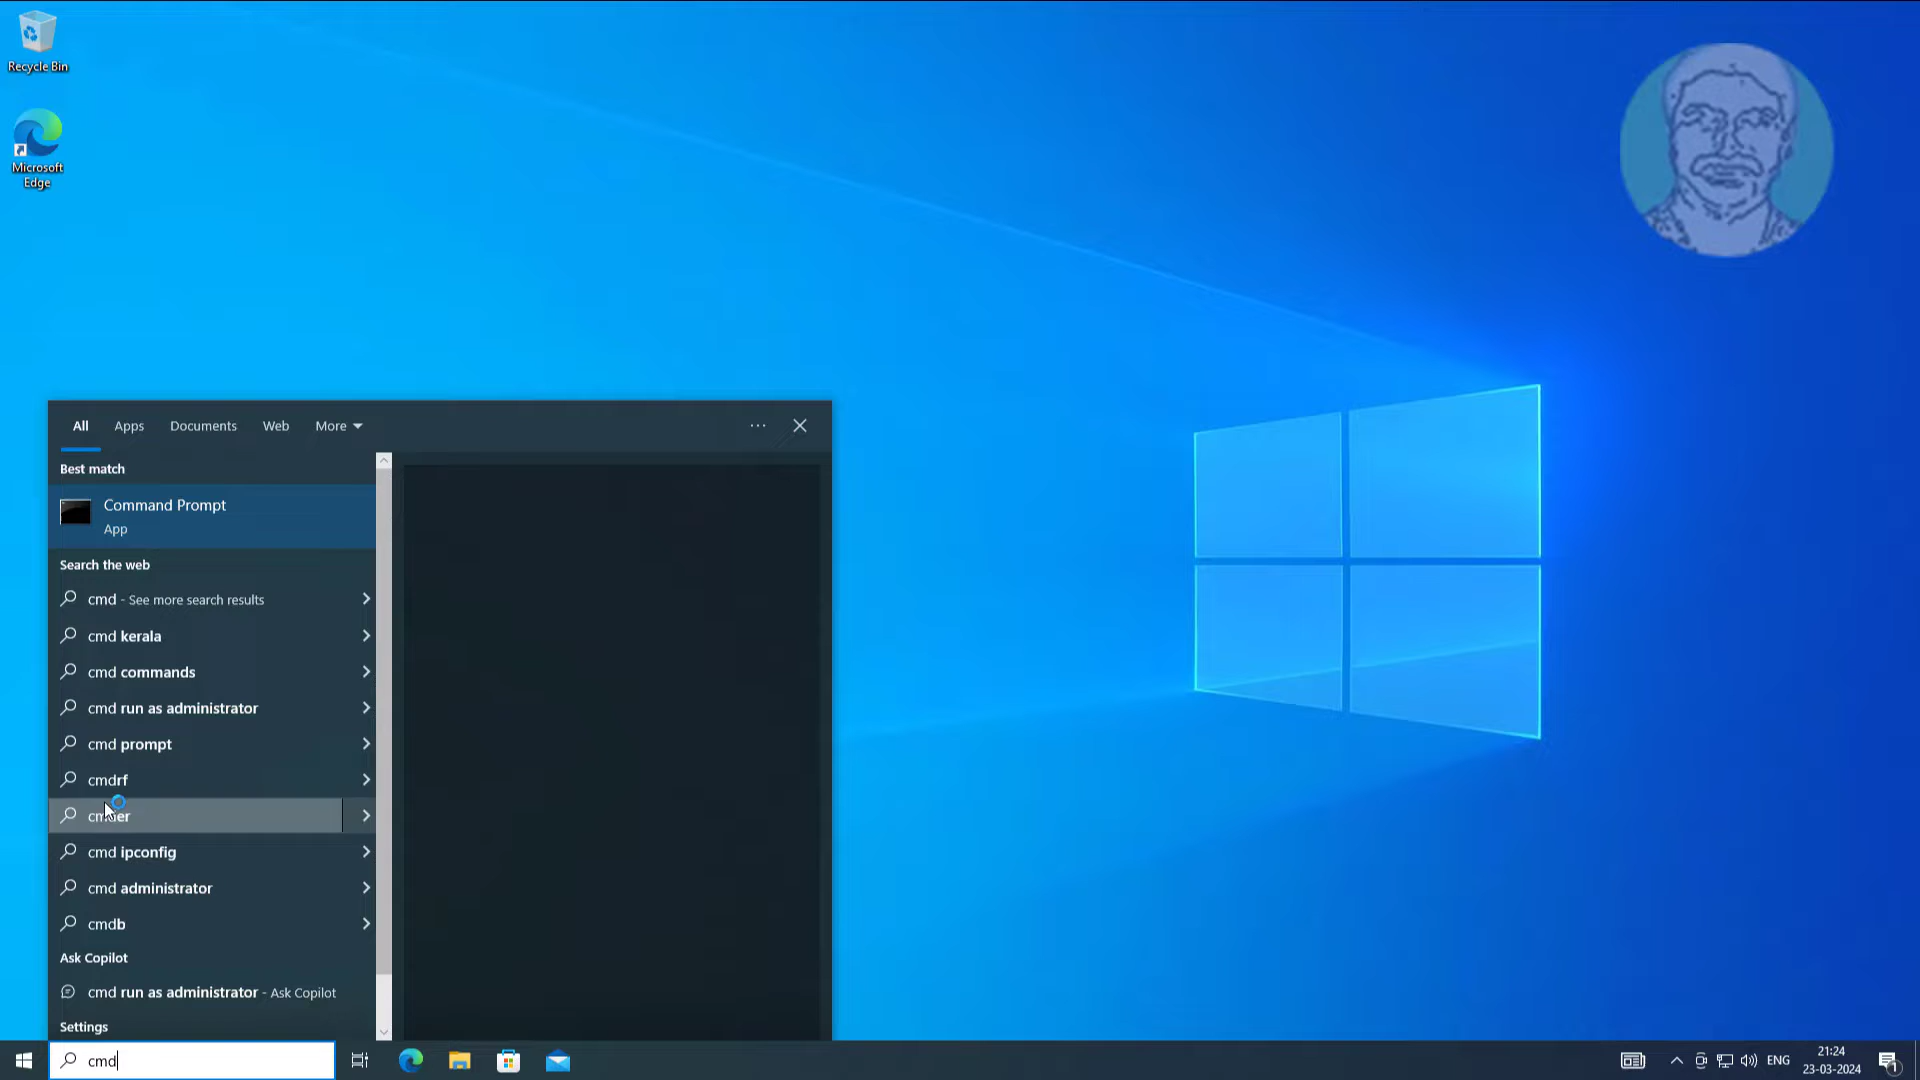 Recycle Bin
Microsoft
Edge
All Apps Documents Web More
Best match
Command Prompt
App
Search the web
cmd - See more search results
cmd kerala
cmd commands
cmd run as administrator
cmd prompt
cmdrf
cmder
cmd ipconfig
cmd administrator
cmdb
Ask Copilot
cmd run as administrator - Ask Copilot
Settings
cmd
ENG
21:24
23-03-2024
1